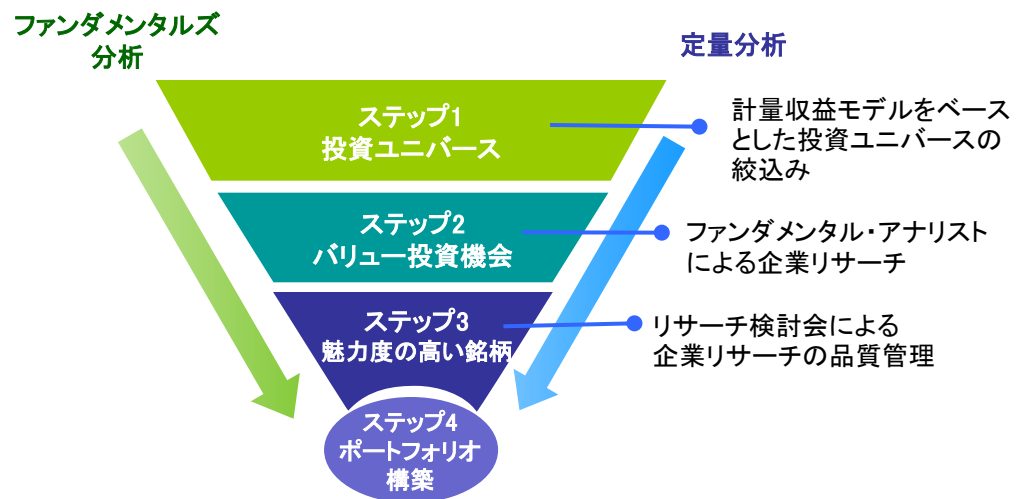 ファンダメンタルズ
分析
定量分析
ステップ1
投資ユニバース
計量収益モデルをベース
とした投資ユニバースの
絞込み
ステップ2
バリュー投資機会
ファンダメンタル・アナリスト
による企業リサーチ
ステップ3
魅力度の高い銘柄
リサーチ検討会による
企業リサーチの品質管理
ステップ4
ポートフォリオ
構築